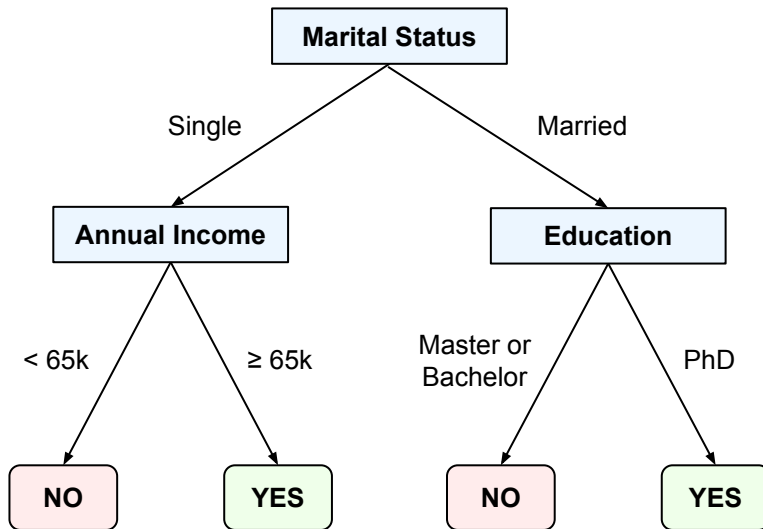 Marital Status
Single
Married
Annual Income
Education
< 65k
≥ 65k
Master or
Bachelor
PhD
NO
YES
NO
YES